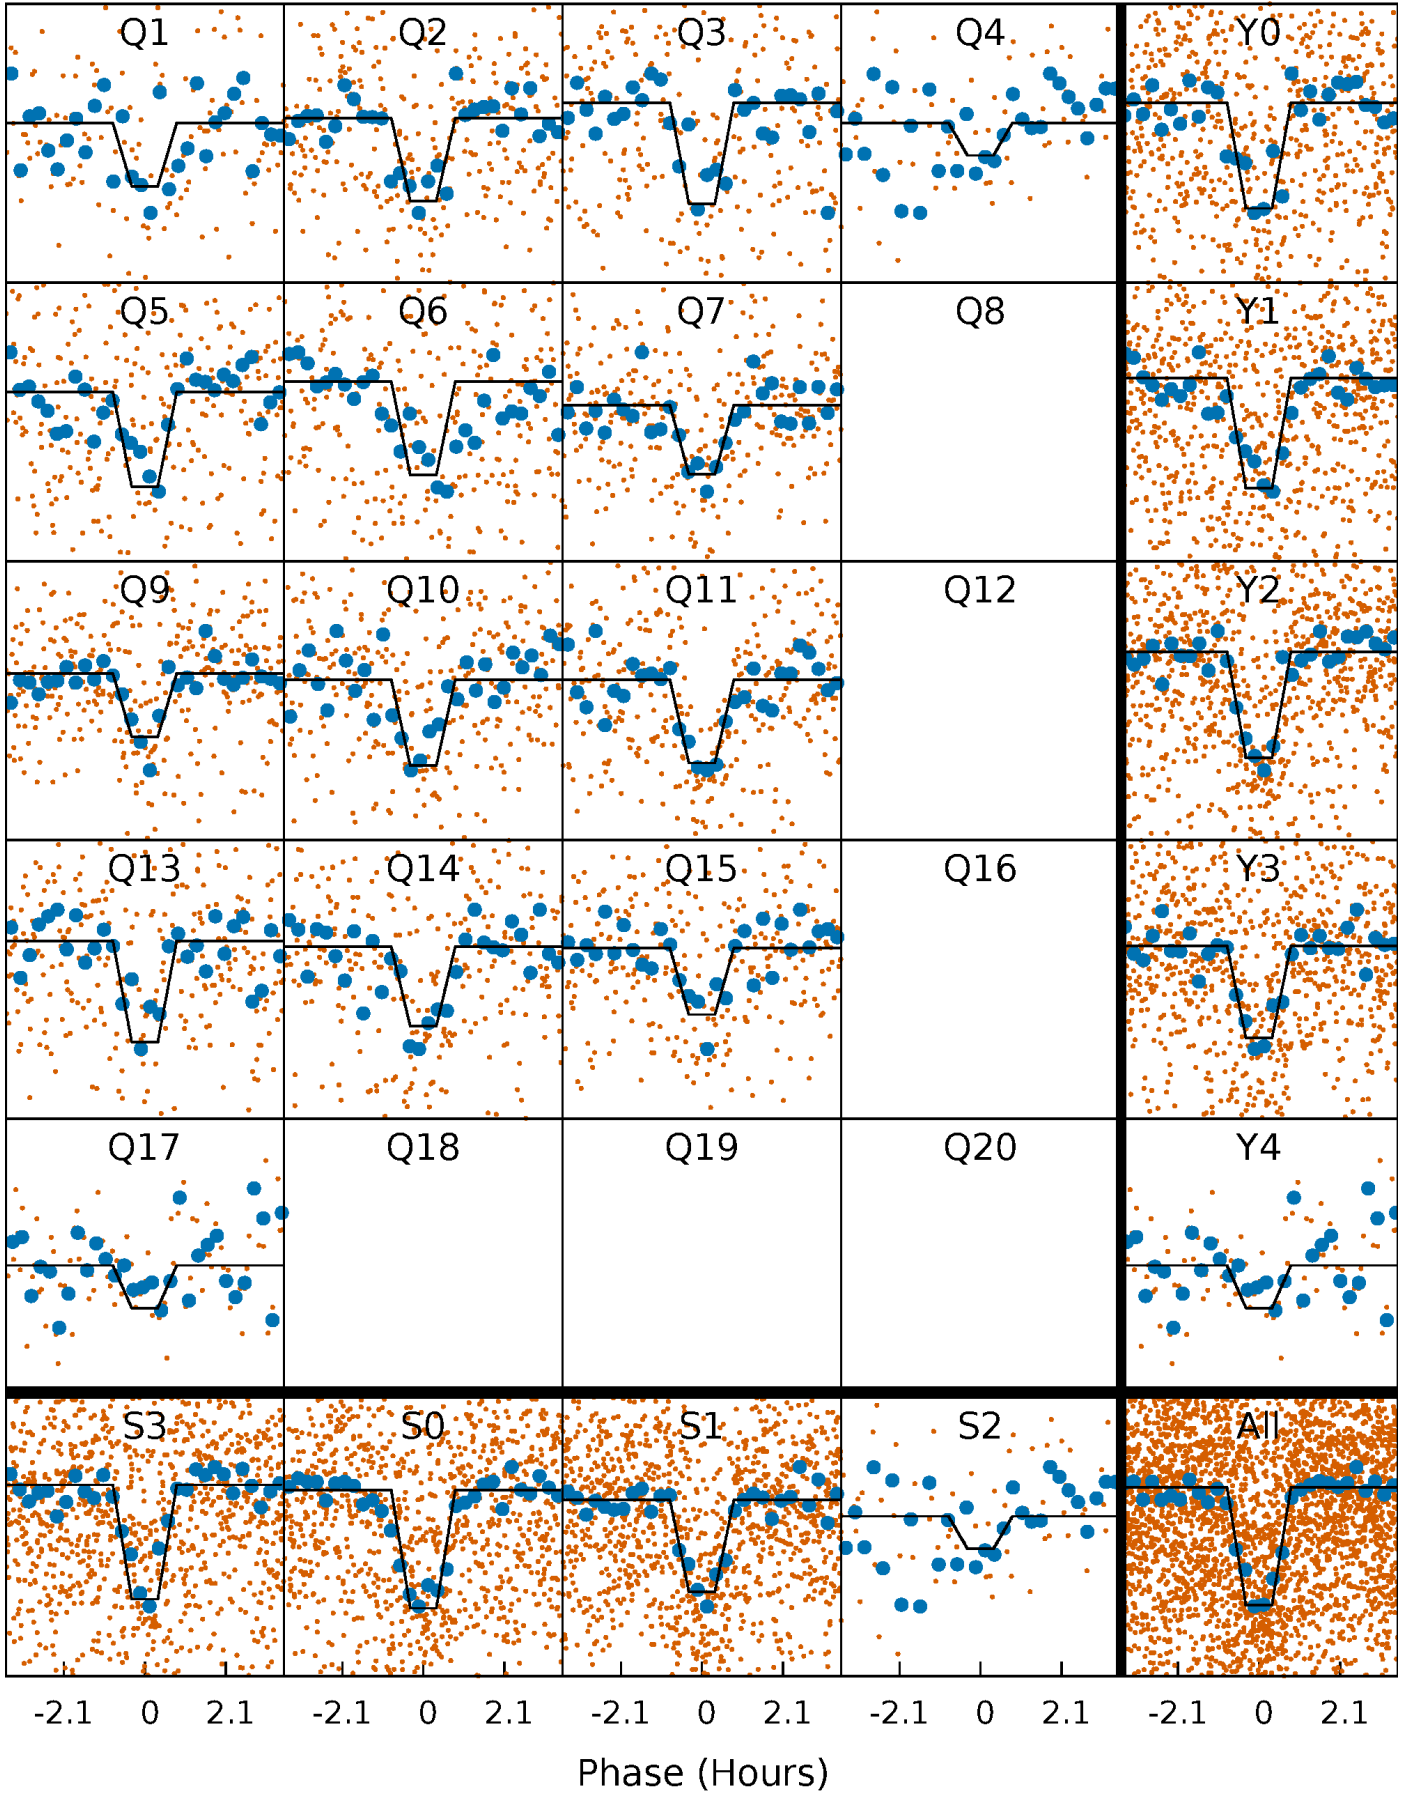 Q1 Q2 Q3 Q4 Y0
Q5 Q6 Q7 Q8 Y1
Q9 Q10 Q11 Q12 Y2
Q13 Q14 Q15 Q16 Y3
Q17 Q18 Q19 Q20 Y4
S3 S0 S1 S2 All
-2.1 0 2.1 -2.1 0 2.1 -2.1 0 2.1 -2.1 0 2.1 -2.1 0 2.1
Phase (Hours)